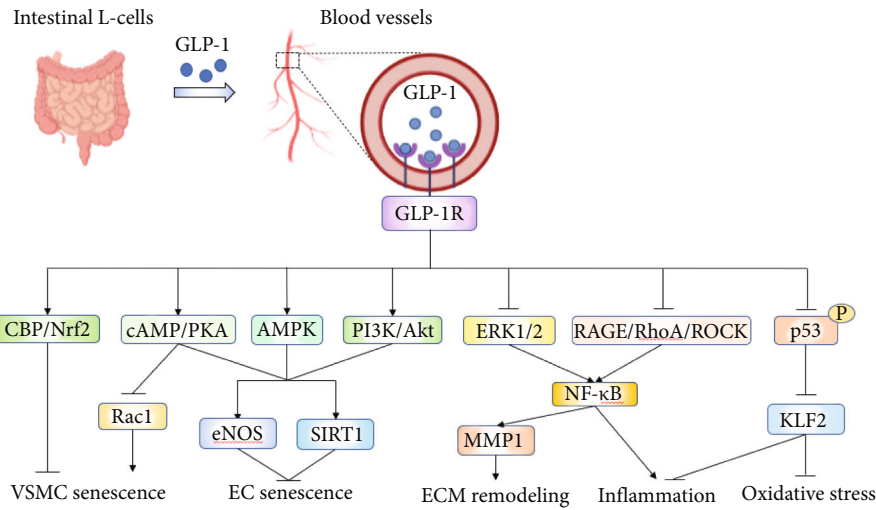 Intestinal L-cells
Blood vessels
GLP-1
GLP-1
GLP-1R
CBP/Nrf2
cAMP/PKA
AMPK
PI3K/Akt
ERK1/2
RAGE/RhoA/ROCK
p53
P
Rac1
eNOS
SIRT1
NF-κB
MMP1
KLF2
VSMC senescence
EC senescence
ECM remodeling
Inflammation
Oxidative stress